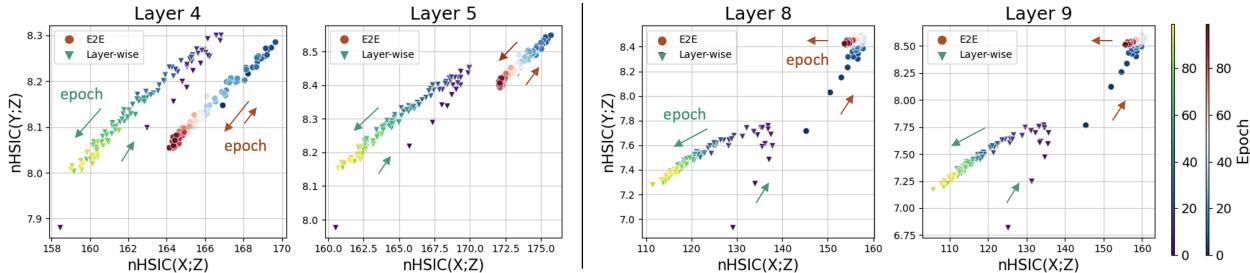 Layer 4
E2E
Layer-wise
epoch
epoch
nHSIC(Y;Z)
8.3
8.2
8.1
8.0
7.9
158
160
162
164
166
168
170
nHSIC(X;Z)
Layer 5
E2E
Layer-wise
epoch
8.5
8.4
8.3
8.2
8.1
8.0
160.0
162.5
165.0
167.5
170.0
172.5
175.0
nHSIC(X;Z)
Layer 8
E2E
Layer-wise
epoch
nHSIC(Y;Z)
8.4
8.2
8.0
7.8
7.6
7.4
7.2
7.0
110
120
130
140
150
160
nHSIC(X;Z)
Layer 9
E2E
Layer-wise
8.50
8.25
8.00
7.75
7.50
7.25
7.00
6.75
110
120
130
140
150
160
nHSIC(X;Z)
80
60
40
20
0
80
60
40
20
0
Epoch